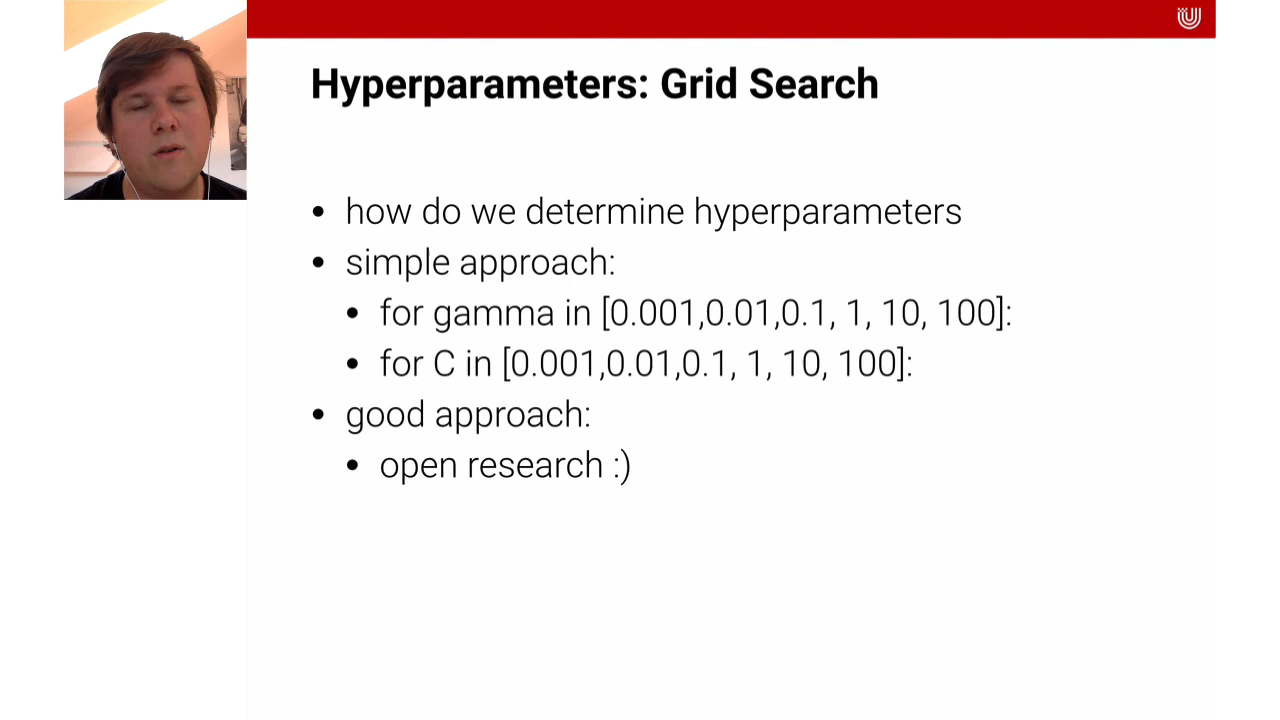 Hyperparameters: Grid Search
• how do we determine hyperparameters
• simple approach:
• for gamma in [0.001,0.01,0.1, 1, 10, 100]:
• for C in [0.001,0.01,0.1, 1, 10, 100]:
• good approach:
• open research :)